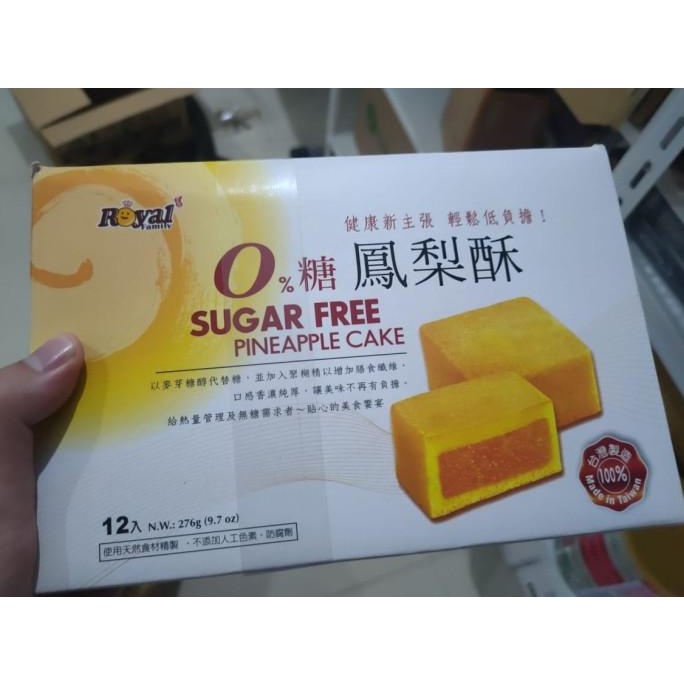 Royal
Family
健康新主張 輕鬆低負擔！
0%糖 鳳梨酥
SUGAR FREE
PINEAPPLE CAKE
以麥芽糖醇代替糖，並加入聚糊精以增加膳食纖維，
口感香濃純厚，讓美味不再有負擔。
給熱量管理及無糖需求者～貼心的美食饗宴
台灣製造
100%
Made in Taiwan
12入 N.W.: 276g (9.7 oz)
使用天然食材精製，不添加人工色素、防腐劑